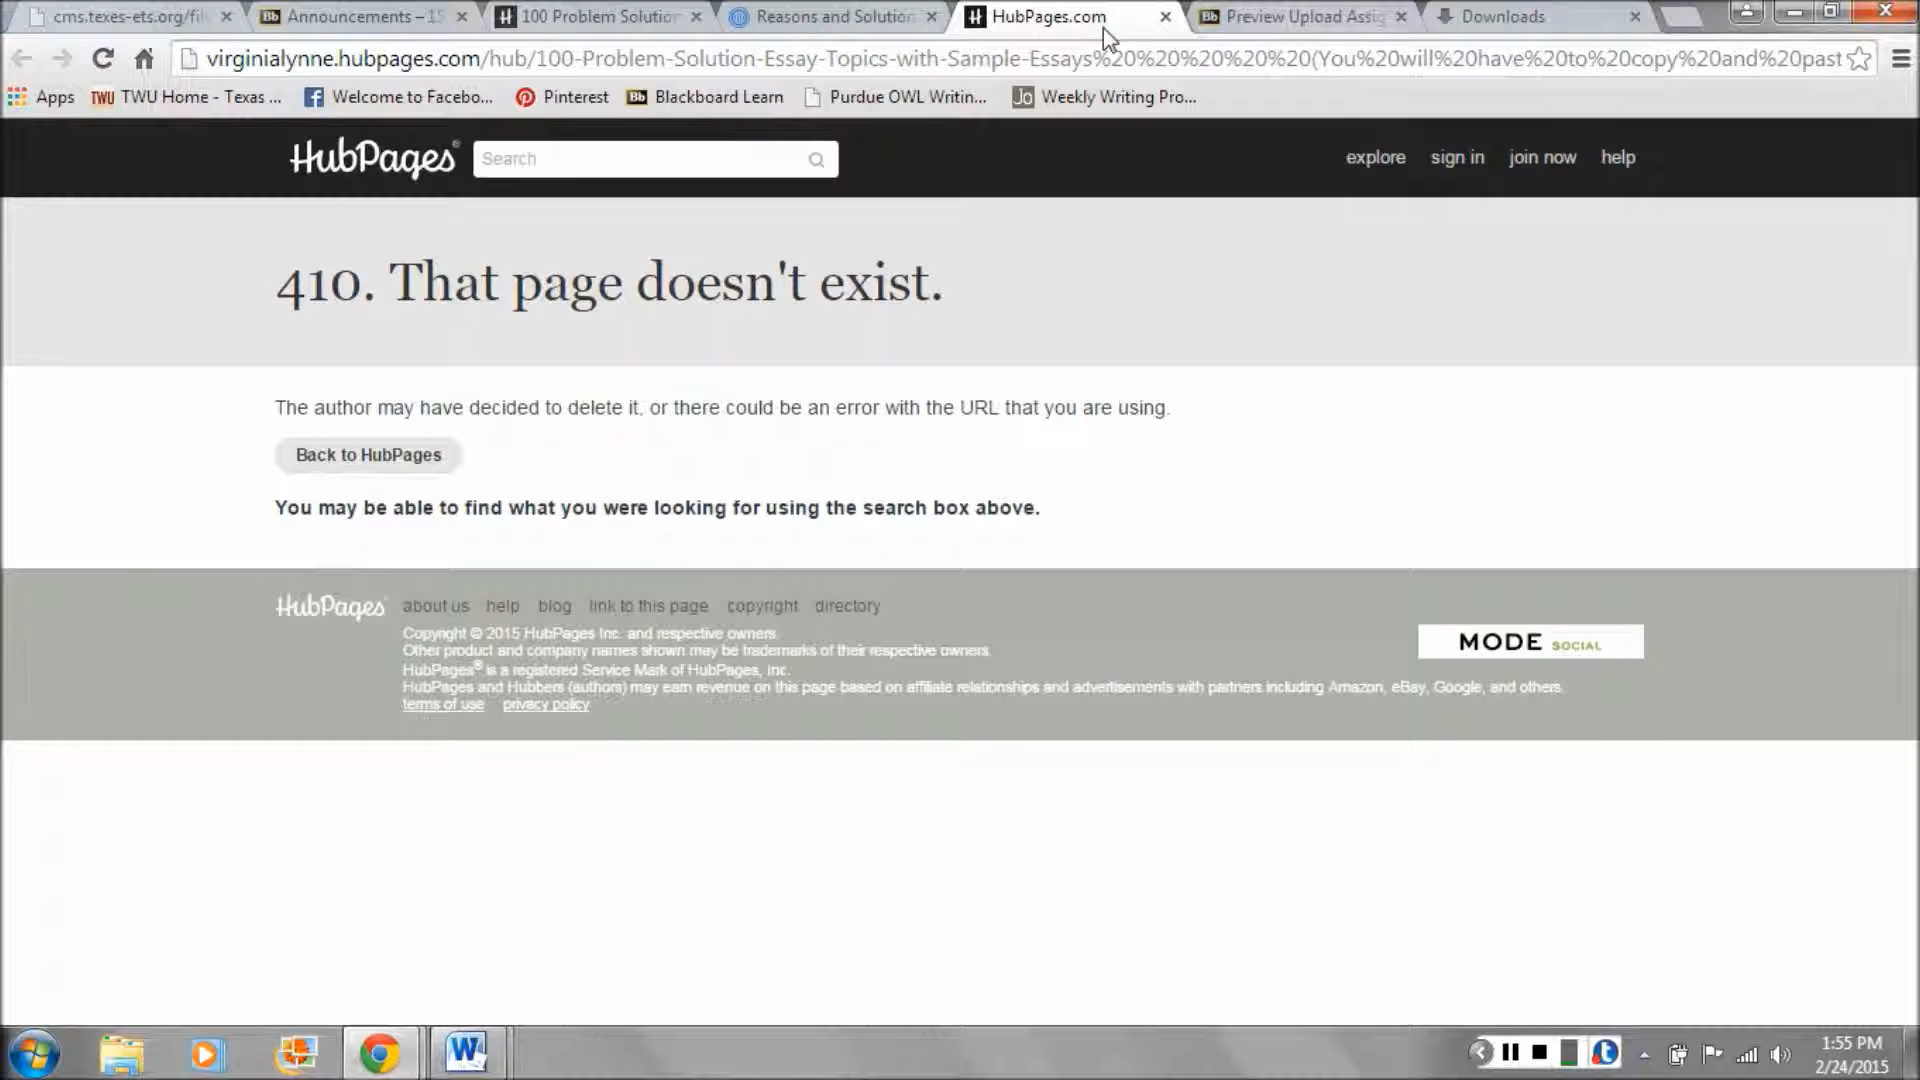 cms.texes-ets.org/fil
Announcements – 15
100 Problem Solution
Reasons and Solution
HubPages.com
Preview Upload Assig
Downloads
virginialynne.hubpages.com/hub/100-Problem-Solution-Essay-Topics-with-Sample-Essays%20%20%20%20%20(You%20will%20have%20to%20copy%20and%20past
Apps
TWU TWU Home - Texas ...
Welcome to Facebo...
Pinterest
Bb Blackboard Learn
Purdue OWL Writin...
Jo Weekly Writing Pro...
HubPages®
Search
explore sign in join now help
410. That page doesn't exist.
The author may have decided to delete it, or there could be an error with the URL that you are using.
Back to HubPages
You may be able to find what you were looking for using the search box above.
HubPages about us help blog link to this page copyright directory
Copyright © 2015 HubPages Inc. and respective owners.
Other product and company names shown may be trademarks of their respective owners.
HubPages® is a registered Service Mark of HubPages, Inc.
HubPages and Hubbers (authors) may earn revenue on this page based on affiliate relationships and advertisements with partners including Amazon, eBay, Google, and others.
terms of use privacy policy
MODE SOCIAL
1:55 PM
2/24/2015